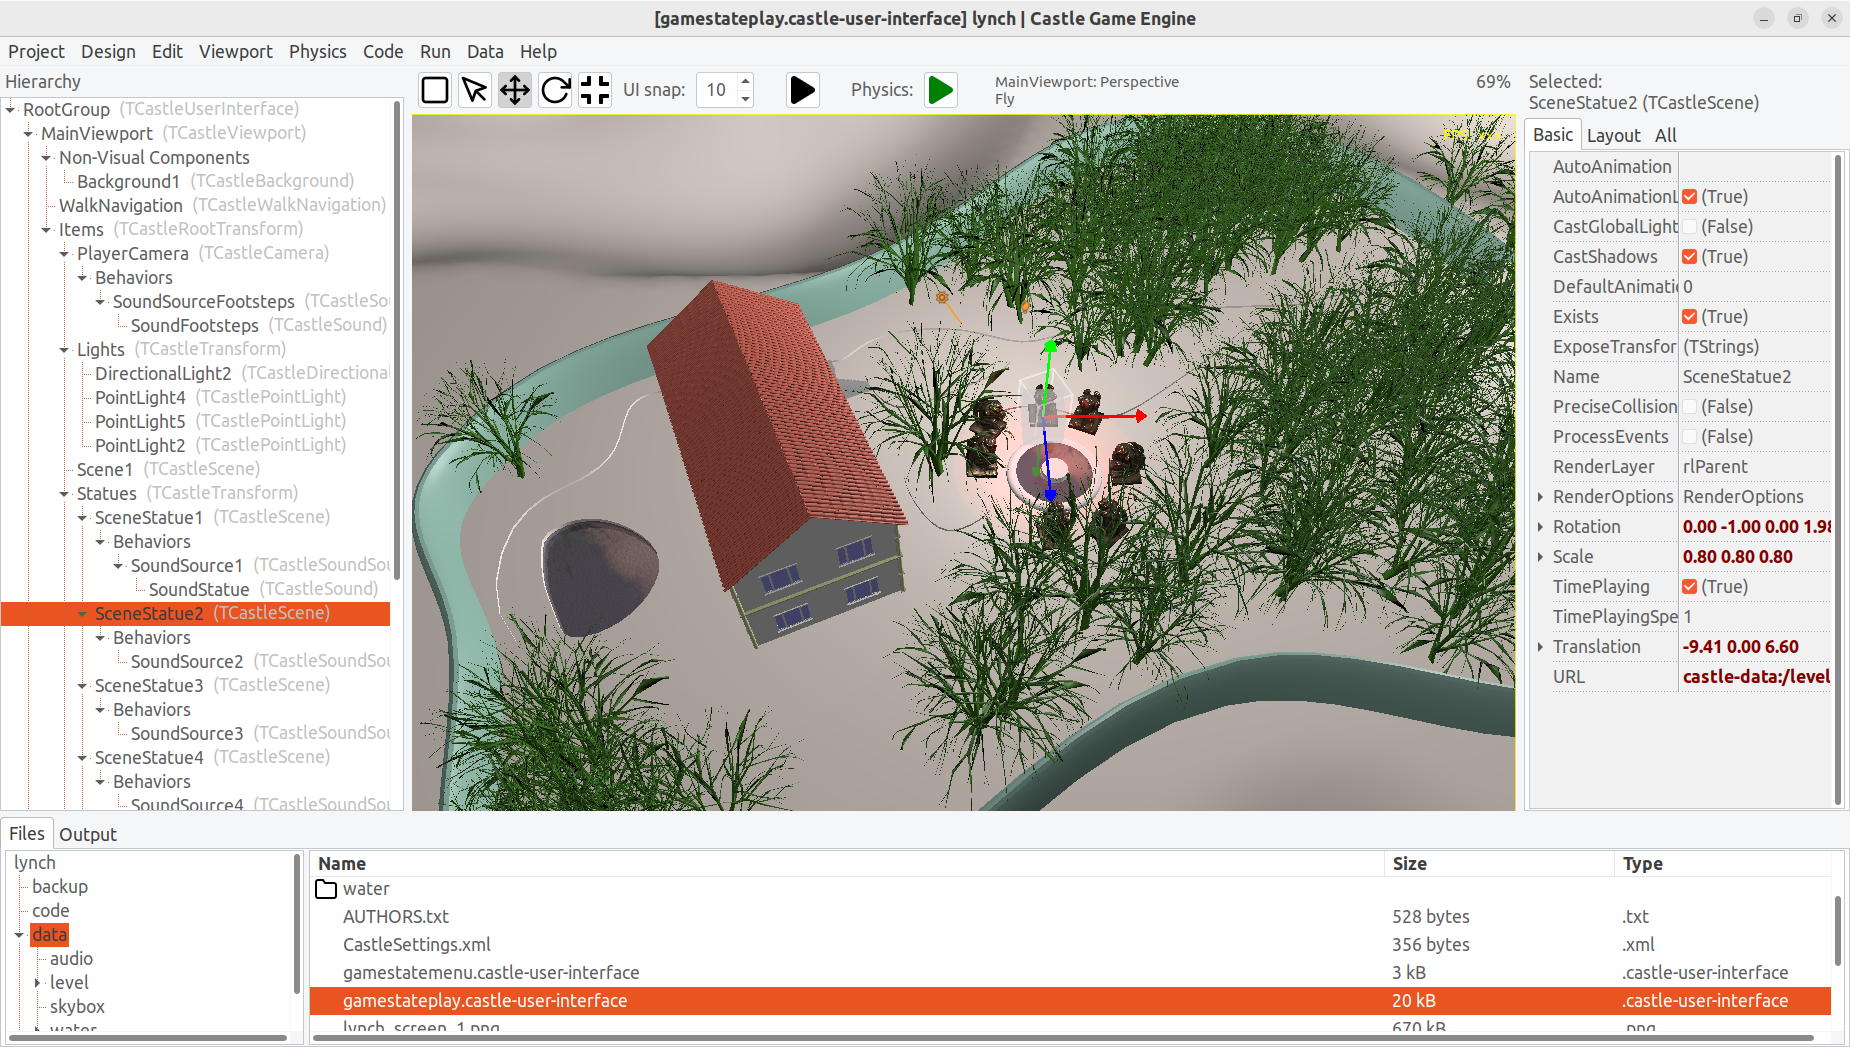 [gamestateplay.castle-user-interface] lynch | Castle Game Engine
Project Design Edit Viewport Physics Code Run Data Help
Hierarchy
RootGroup (TCastleUserInterface)
MainViewport (TCastleViewport)
Non-Visual Components
Background1 (TCastleBackground)
WalkNavigation (TCastleWalkNavigation)
Items (TCastleRootTransform)
PlayerCamera (TCastleCamera)
Behaviors
SoundSourceFootsteps (TCastleSo
SoundFootsteps (TCastleSound)
Lights (TCastleTransform)
DirectionalLight2 (TCastleDirectional
PointLight4 (TCastlePointLight)
PointLight5 (TCastlePointLight)
PointLight2 (TCastlePointLight)
Scene1 (TCastleScene)
Statues (TCastleTransform)
SceneStatue1 (TCastleScene)
Behaviors
SoundSource1 (TCastleSoundSou
SoundStatue (TCastleSound)
SceneStatue2 (TCastleScene)
Behaviors
SoundSource2 (TCastleSoundSou
SceneStatue3 (TCastleScene)
Behaviors
SoundSource3 (TCastleSoundSou
SceneStatue4 (TCastleScene)
Behaviors
SoundSource4 (TCastleSoundSou
UI snap: 10
Physics:
MainViewport: Perspective
Fly
69%
Selected:
SceneStatue2 (TCastleScene)
Basic Layout All
AutoAnimation
AutoAnimationL (True)
CastGlobalLight (False)
CastShadows (True)
DefaultAnimati 0
Exists (True)
ExposeTransfor (TStrings)
Name SceneStatue2
PreciseCollision (False)
ProcessEvents (False)
RenderLayer rlParent
RenderOptions RenderOptions
Rotation 0.00 -1.00 0.00 1.98
Scale 0.80 0.80 0.80
TimePlaying (True)
TimePlayingSpe 1
Translation -9.41 0.00 6.60
URL castle-data:/level
Files Output
lynch
backup
code
data
audio
level
skybox
water
Name Size Type
water
AUTHORS.txt 528 bytes .txt
CastleSettings.xml 356 bytes .xml
gamestatemenu.castle-user-interface 3 kB .castle-user-interface
gamestateplay.castle-user-interface 20 kB .castle-user-interface
lynch_screen_1.png 670 kB .png